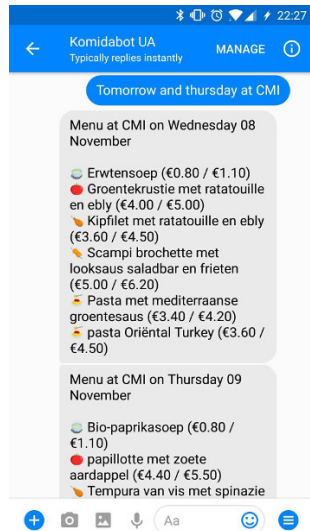 22:27
Komidabot UA
Typically replies instantly
MANAGE
Tomorrow and thursday at CMI
Menu at CMI on Wednesday 08
November
Erwtensoep (€0.80 / €1.10)
Groentekrustie met ratatouille
en ebly (€4.00 / €5.00)
Kipfilet met ratatouille en ebly
(€3.60 / €4.50)
Scampi brochette met
looksaus saladbar en frieten
(€5.00 / €6.20)
Pasta met mediterraanse
groentesaus (€3.40 / €4.20)
pasta Oriëntal Turkey (€3.60 /
€4.50)
Menu at CMI on Thursday 09
November
Bio-paprikasoep (€0.80 /
€1.10)
papillotte met zoete
aardappel (€4.40 / €5.50)
Tempura van vis met spinazie
Aa